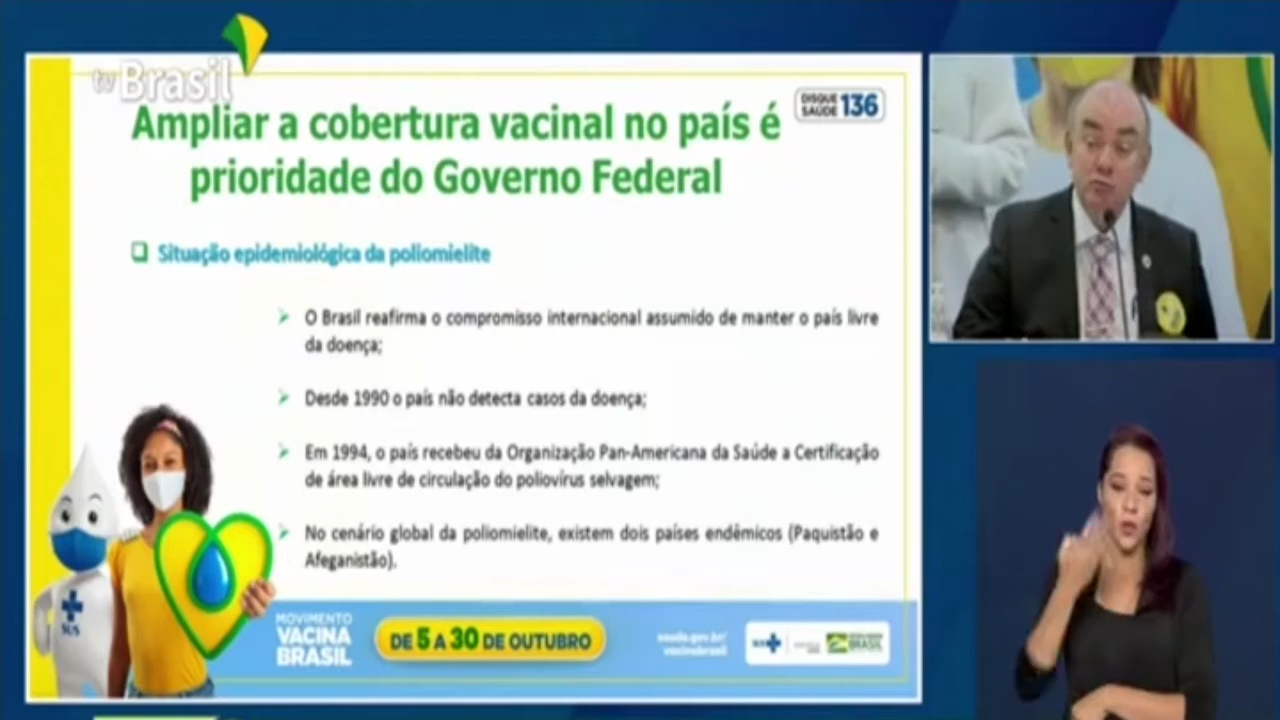 tv Brasil
DISQUE
SAÚDE 136
Ampliar a cobertura vacinal no país é
prioridade do Governo Federal
Situação epidemiológica da poliomielite
O Brasil reafirma o compromisso internacional assumido de manter o país livre
da doença;
Desde 1990 o país não detecta casos da doença;
Em 1994, o país recebeu da Organização Pan-Americana da Saúde a Certificação
de área livre de circulação do poliovírus selvagem;
No cenário global da poliomielite, existem dois países endêmicos (Paquistão e
Afeganistão).
SUS
MOVIMENTO
VACINA
BRASIL
DE 5 A 30 DE OUTUBRO
saude.gov.br/
vacinabrasil
SUS
BRASIL